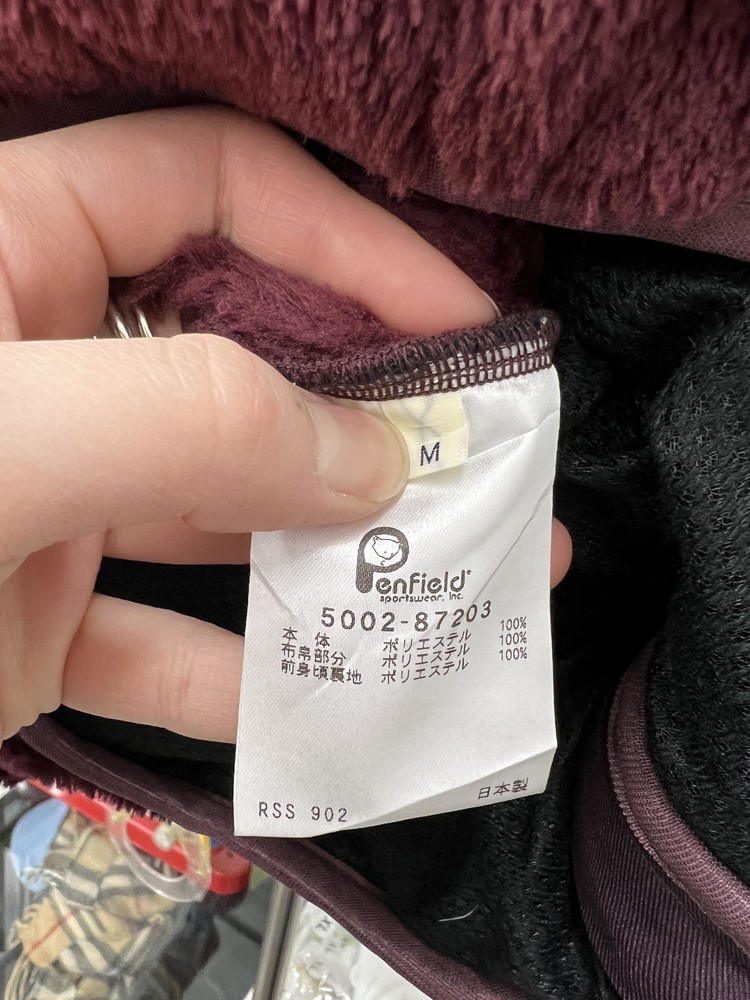 M
Penfield®
sportswear, inc.
5002-87203
本体 ポリエステル 100%
布帛部分 ポリエステル 100%
前身頃裏地 ポリエステル 100%
RSS 902 日本製